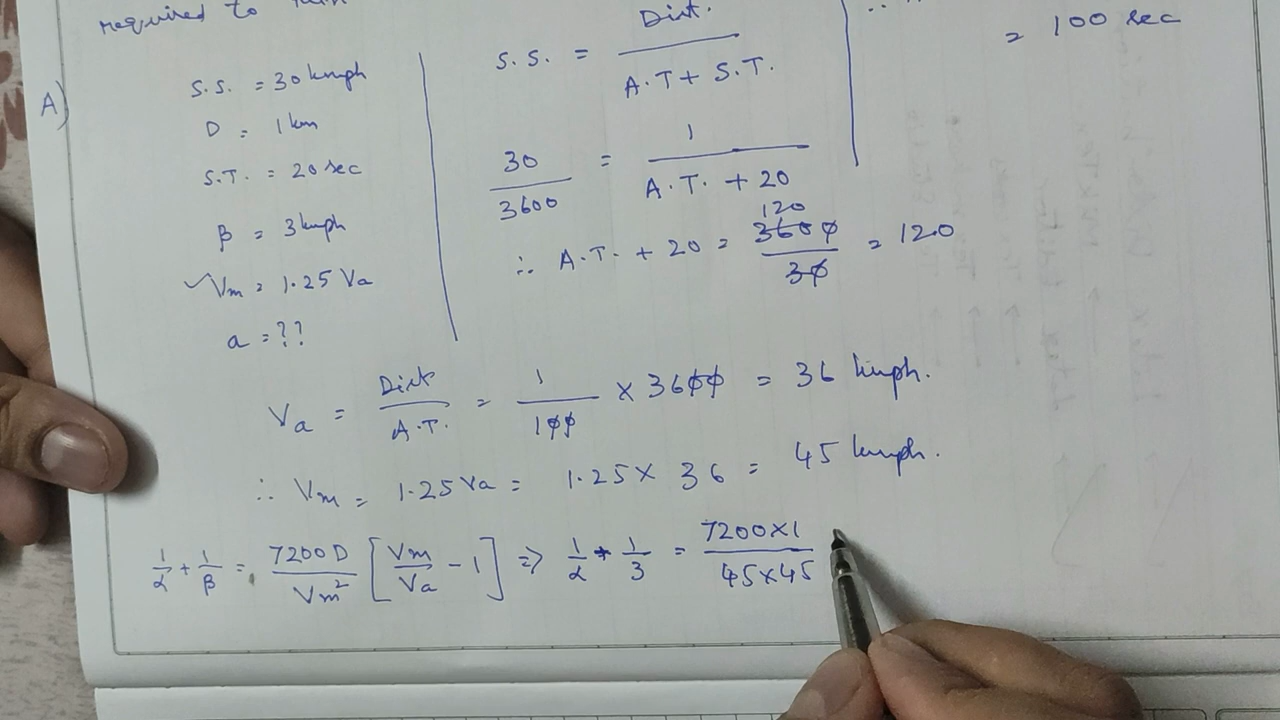 required to run
A)
S.S. = 30 kmph
D = 1 km
S.T. = 20 sec
β = 3 kmph
Vm = 1.25 Va
a = ??
S.S. = Dist. / A.T + S.T.
30 / 3600 = 1 / A.T. + 20
∴ A.T. + 20 = 120 3600 / 30 = 120
= 100 sec
Va = Dist / A.T. = 1 / 100 × 3600 = 36 kmph.
∴ Vm = 1.25 Va = 1.25 × 36 = 45 kmph.
1/α + 1/β = 7200 D / Vm² [Vm / Va - 1] ⇒ 1/α + 1/3 = 7200×1 / 45×45